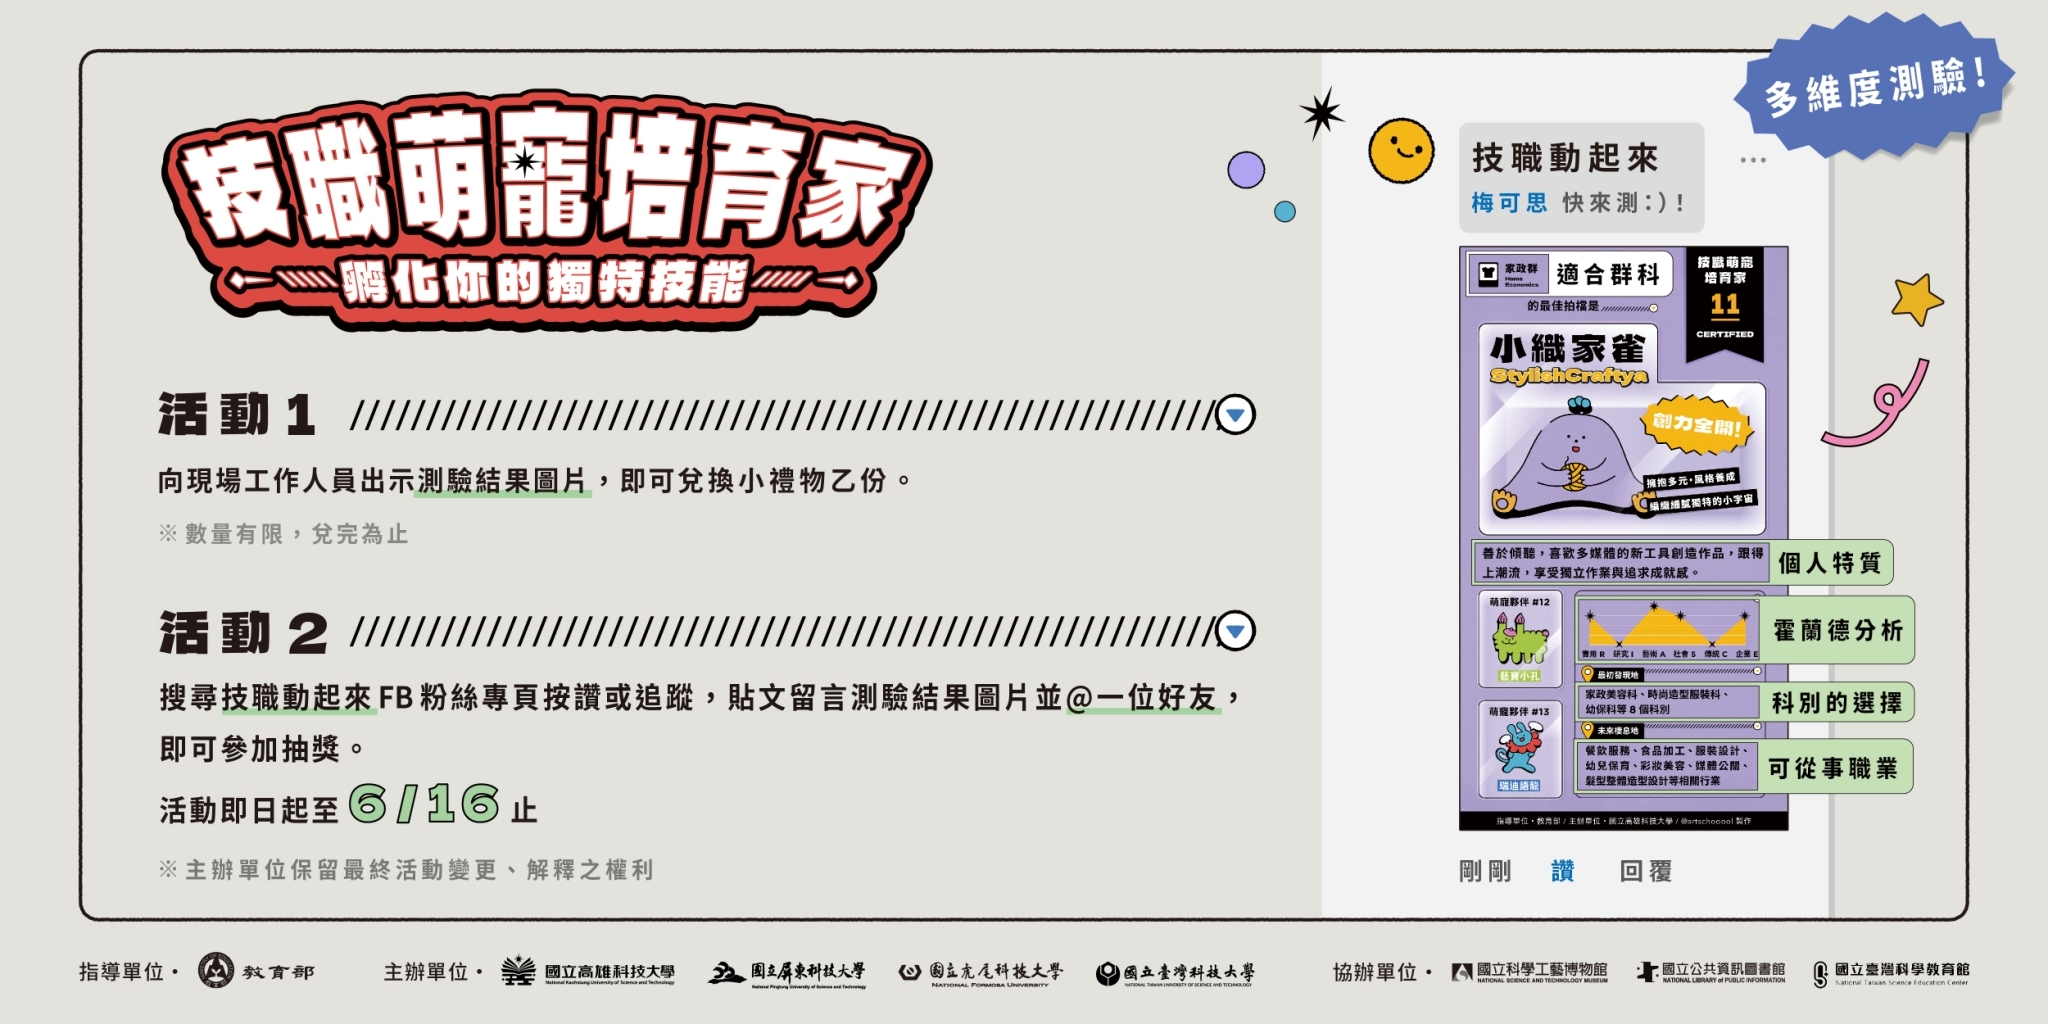 多維度測驗!
技職萌寵培育家
孵化你的獨特技能
活動1
向現場工作人員出示測驗結果圖片，即可兌換小禮物乙份。
※數量有限，兌完為止
活動2
搜尋技職動起來FB粉絲專頁按讚或追蹤，貼文留言測驗結果圖片並@一位好友，
即可參加抽獎。
活動即日起至6/16止
※主辦單位保留最終活動變更、解釋之權利
技職動起來
梅可思 快來測:)!
家政群
Home
Economics
適合群科
的最佳拍檔是
技職萌寵
培育家
11
CERTIFIED
小織家雀
StylishCraftya
創力全開!
擁抱多元·風格養成
編織細膩獨特的小宇宙
善於傾聽，喜歡多媒體的新工具創造作品，跟得
上潮流，享受獨立作業與追求成就感。
個人特質
萌寵夥伴 #12
藝寶小孔
實用 R 研究 I 藝術 A 社會 S 傳統 C 企業 E
霍蘭德分析
最初發現地
家政美容科、時尚造型服裝科、
幼保科等 8 個科別
科別的選擇
萌寵夥伴 #13
瑞迪語龍
未來棲息地
餐飲服務、食品加工、服裝設計、
幼兒保育、彩妝美容、媒體公關、
髮型整體造型設計等相關行業
可從事職業
指導單位·教育部 / 主辦單位·國立高雄科技大學 / @artschooool 製作
剛剛 讚 回覆
指導單位· 教育部
主辦單位· 國立高雄科技大學
National Kaohsiung University of Science and Technology
國立屏東科技大學
National Pingtung University of Science and Technology
國立虎尾科技大學
NATIONAL FORMOSA UNIVERSITY
國立臺灣科技大學
NATIONAL TAIWAN UNIVERSITY OF SCIENCE AND TECHNOLOGY
協辦單位· 國立科學工藝博物館
NATIONAL SCIENCE AND TECHNOLOGY MUSEUM
國立公共資訊圖書館
NATIONAL LIBRARY of PUBLIC INFORMATION
國立臺灣科學教育館
National Taiwan Science Education Center